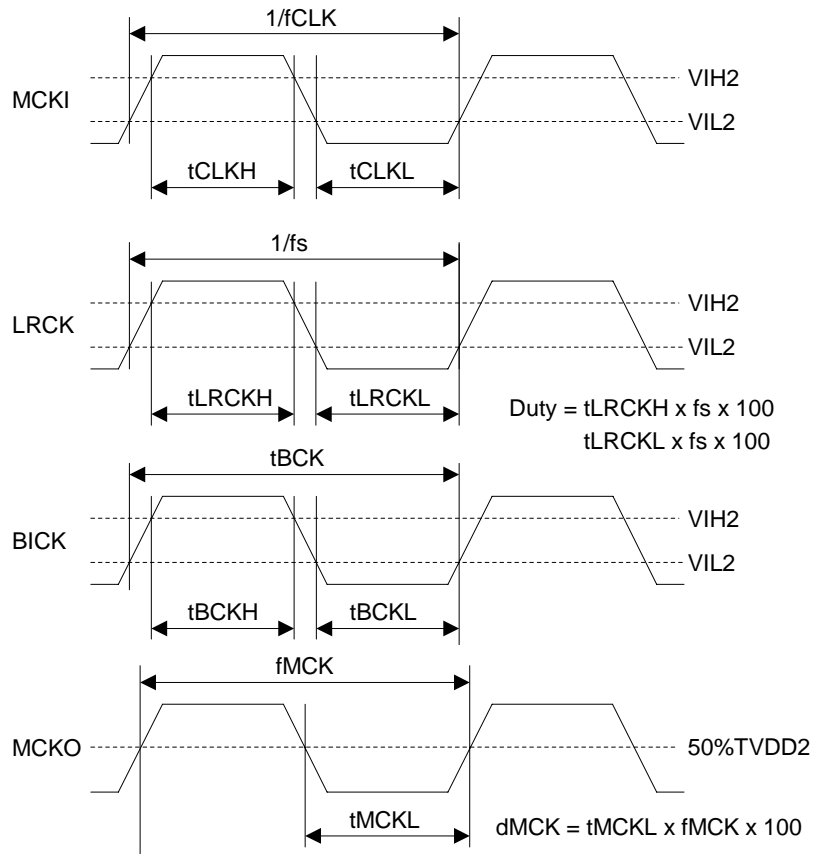 1/fCLK
MCKI
VIH2
VIL2
tCLKH
tCLKL
1/fs
LRCK
VIH2
VIL2
tLRCKH
tLRCKL
Duty = tLRCKH x fs x 100
tLRCKL x fs x 100
tBCK
BICK
VIH2
VIL2
tBCKH
tBCKL
fMCK
MCKO
50%TVDD2
tMCKL
dMCK = tMCKL x fMCK x 100